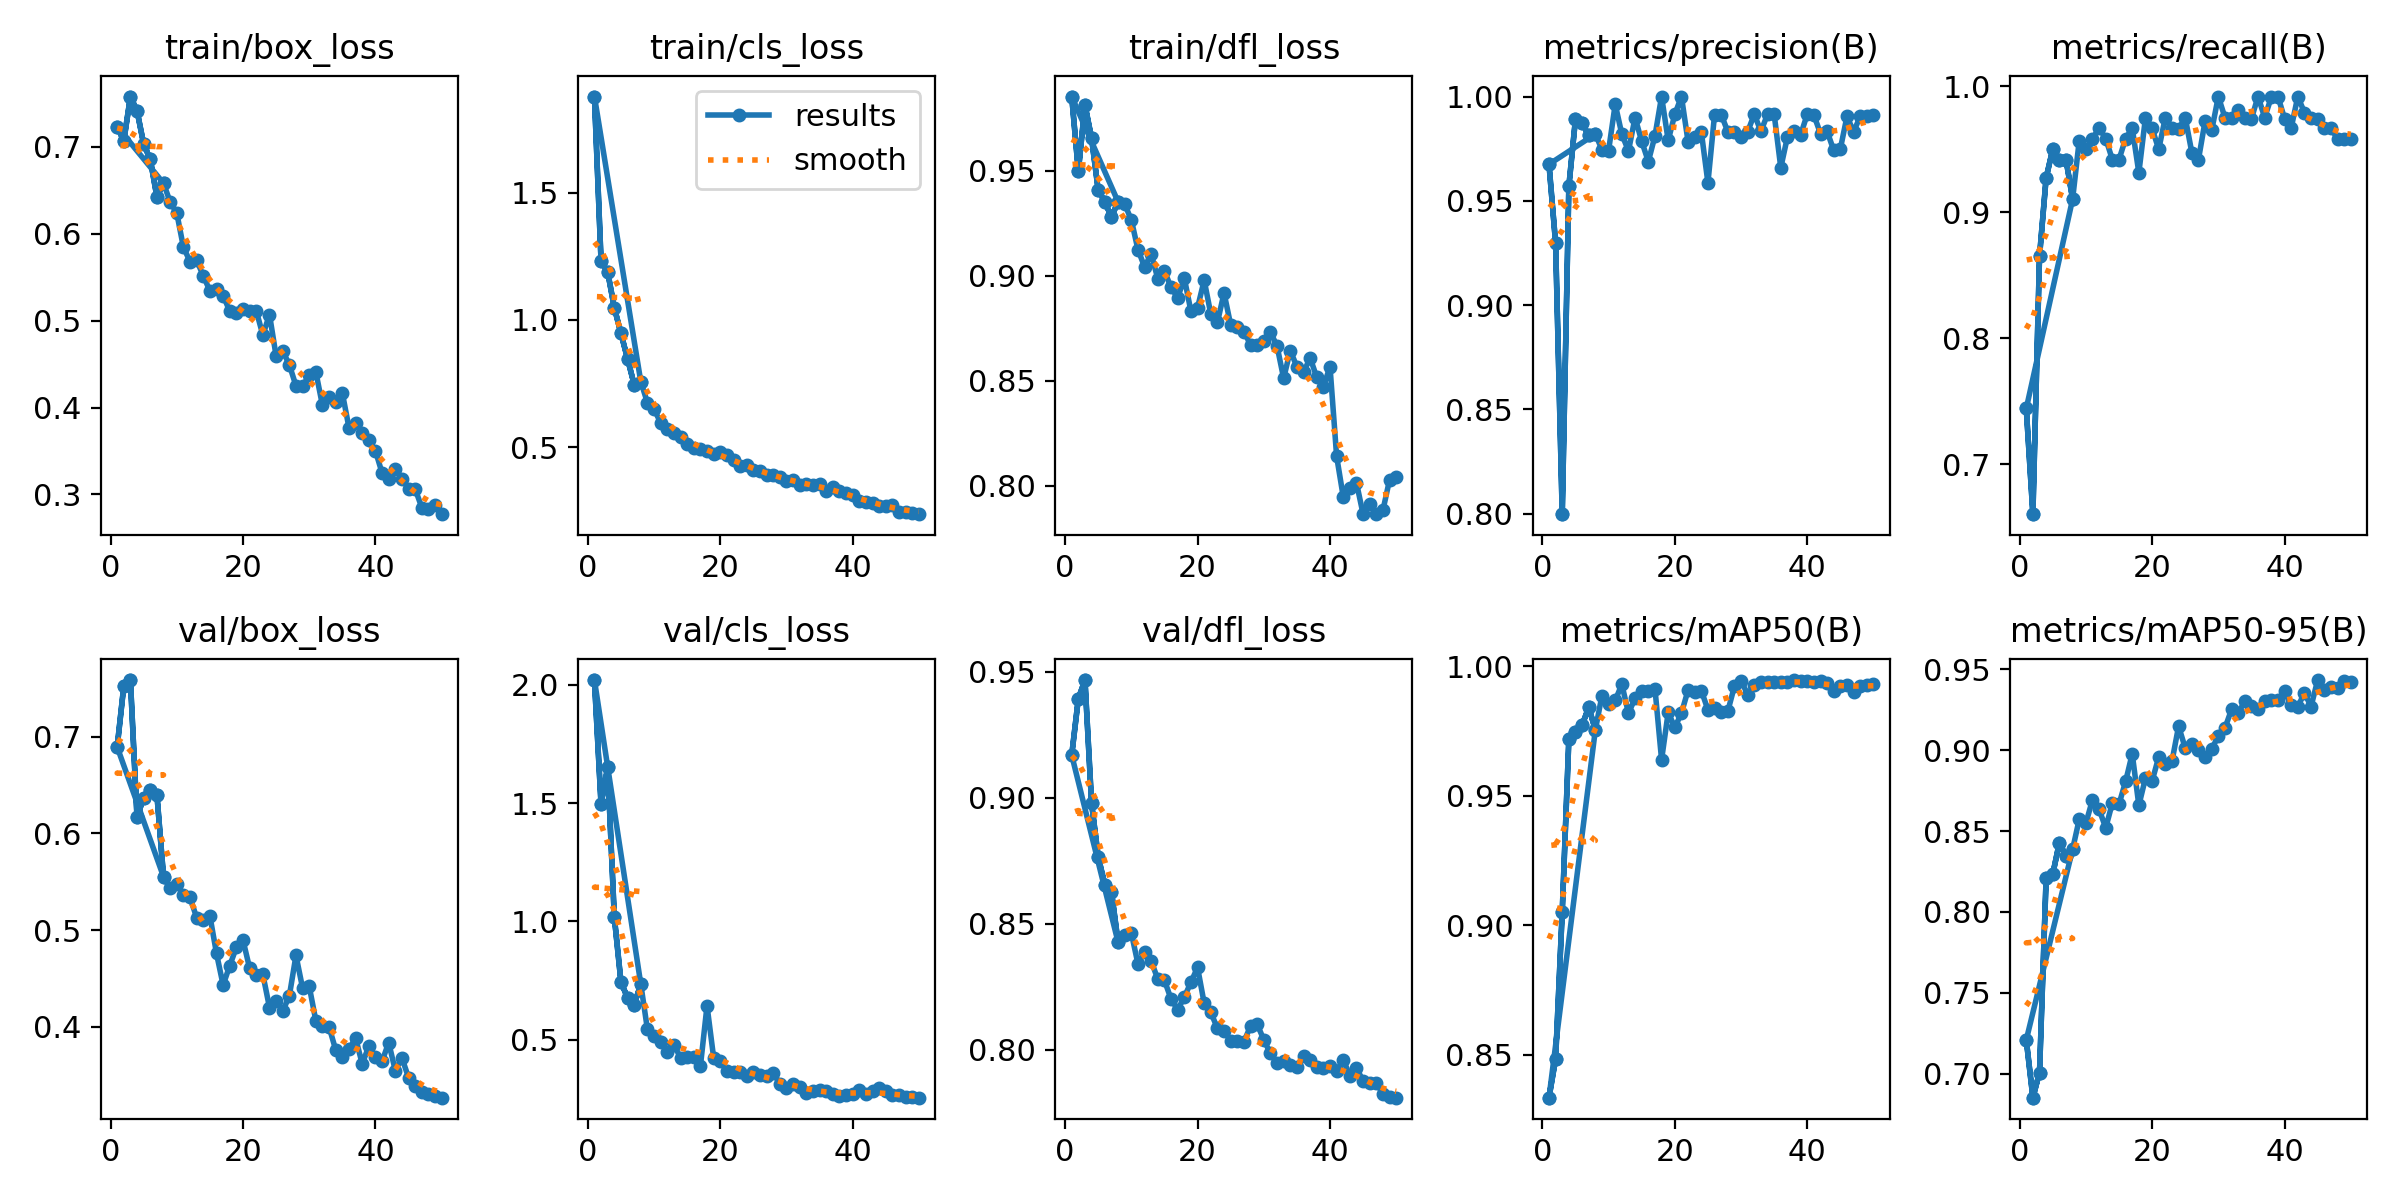 train/box_loss
0.7
0.6
0.5
0.4
0.3
0 20 40
train/cls_loss
results
smooth
1.5
1.0
0.5
0 20 40
train/dfl_loss
0.95
0.90
0.85
0.80
0 20 40
metrics/precision(B)
1.00
0.95
0.90
0.85
0.80
0 20 40
metrics/recall(B)
1.0
0.9
0.8
0.7
0 20 40
val/box_loss
0.7
0.6
0.5
0.4
0 20 40
val/cls_loss
2.0
1.5
1.0
0.5
0 20 40
val/dfl_loss
0.95
0.90
0.85
0.80
0 20 40
metrics/mAP50(B)
1.00
0.95
0.90
0.85
0 20 40
metrics/mAP50-95(B)
0.95
0.90
0.85
0.80
0.75
0.70
0 20 40